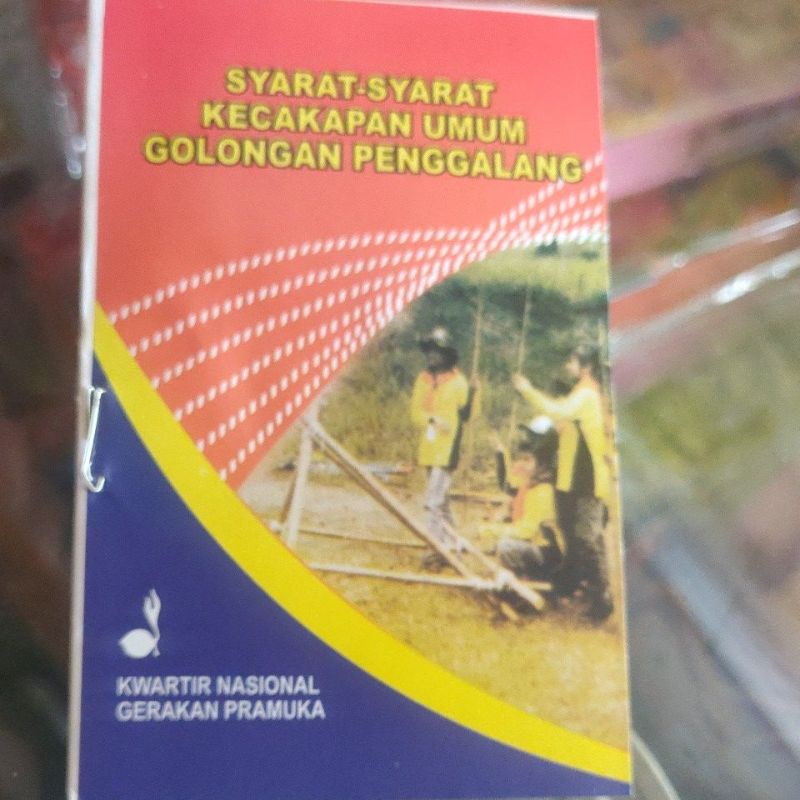 SYARAT-SYARAT
KECAKAPAN UMUM
GOLONGAN PENGGALANG
KWARTIR NASIONAL
GERAKAN PRAMUKA